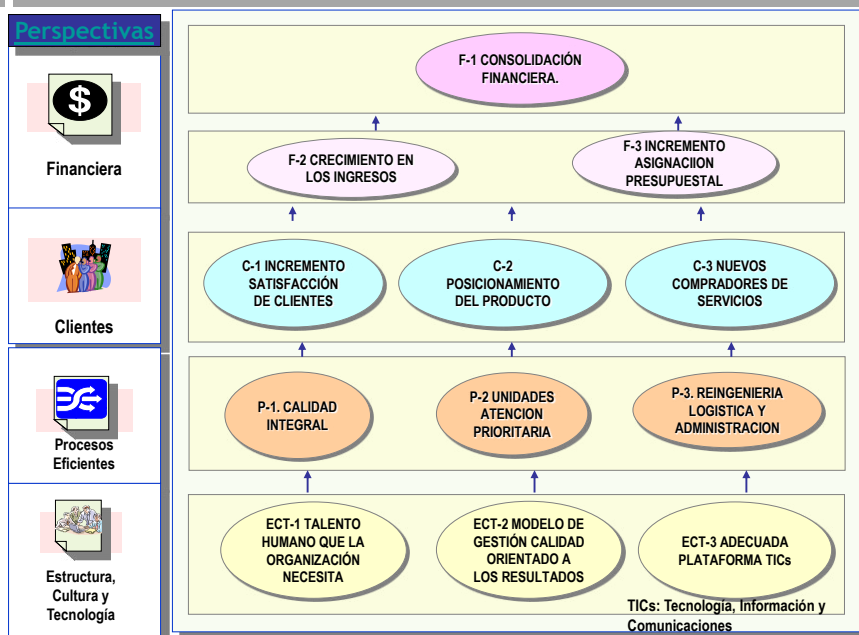 Perspectivas
$
Financiera
Clientes
Procesos
Eficientes
Estructura,
Cultura y
Tecnología
F-1 CONSOLIDACIÓN
FINANCIERA.
F-2 CRECIMIENTO EN
LOS INGRESOS
F-3 INCREMENTO
ASIGNACIION
PRESUPUESTAL
C-1 INCREMENTO
SATISFACCIÓN
DE CLIENTES
C-2
POSICIONAMIENTO
DEL PRODUCTO
C-3 NUEVOS
COMPRADORES DE
SERVICIOS
P-1. CALIDAD
INTEGRAL
P-2 UNIDADES
ATENCION
PRIORITARIA
P-3. REINGENIERIA
LOGISTICA Y
ADMINISTRACION
ECT-1 TALENTO
HUMANO QUE LA
ORGANIZACIÓN
NECESITA
ECT-2 MODELO DE
GESTIÓN CALIDAD
ORIENTADO A
LOS RESULTADOS
ECT-3 ADECUADA
PLATAFORMA TICs
TICs: Tecnología, Información y
Comunicaciones